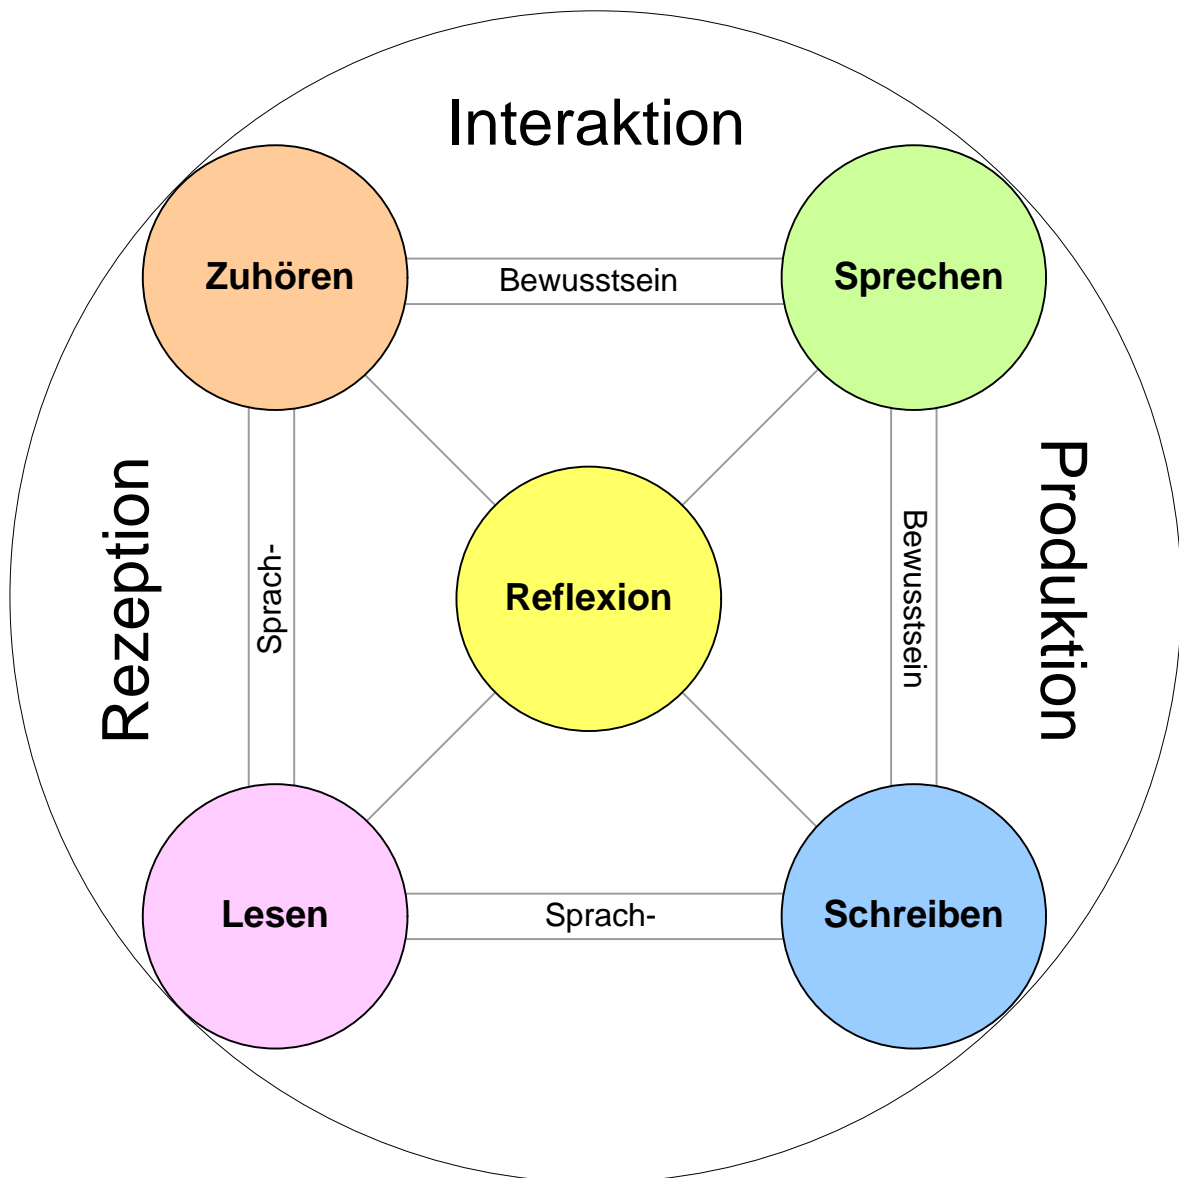 Interaktion
Zuhören
Bewusstsein
Sprechen
Rezeption
Sprach-
Reflexion
Bewusstsein
Produktion
Lesen
Sprach-
Schreiben